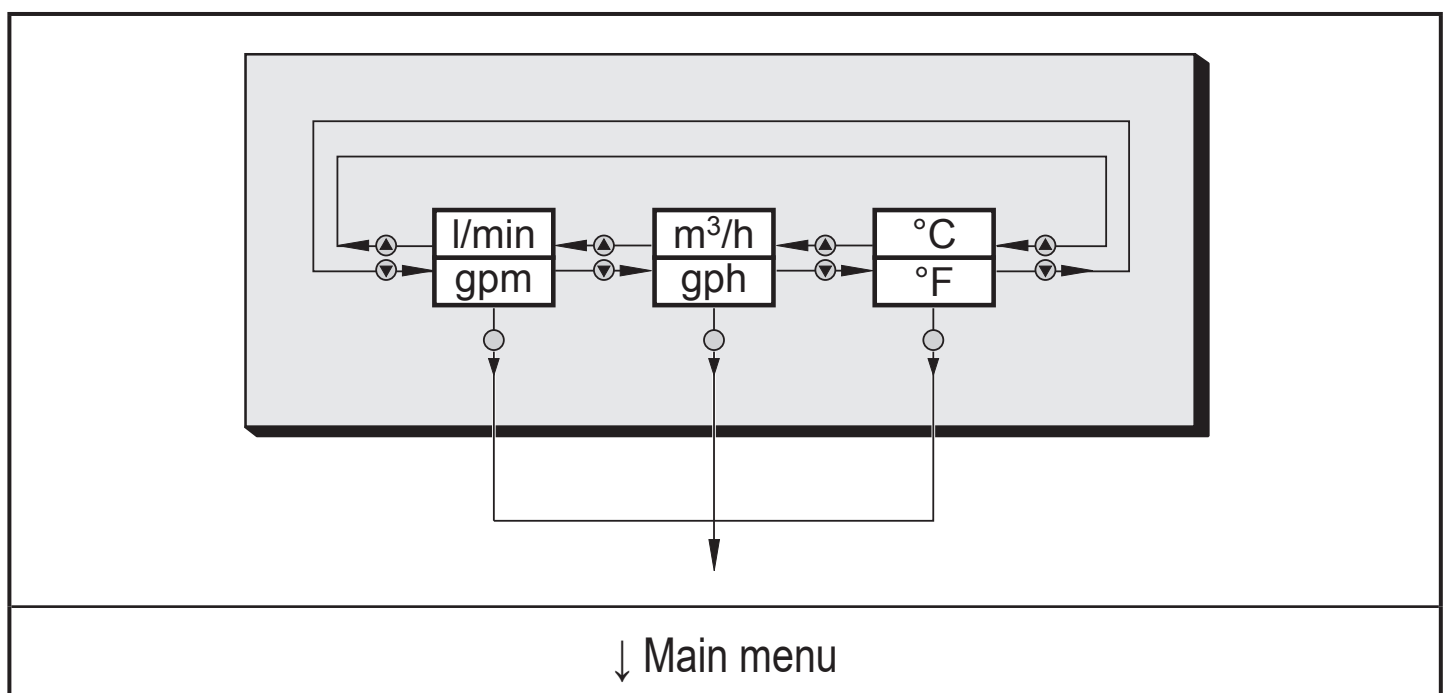 l/min
gpm
m³/h
gph
°C
°F
↓ Main menu